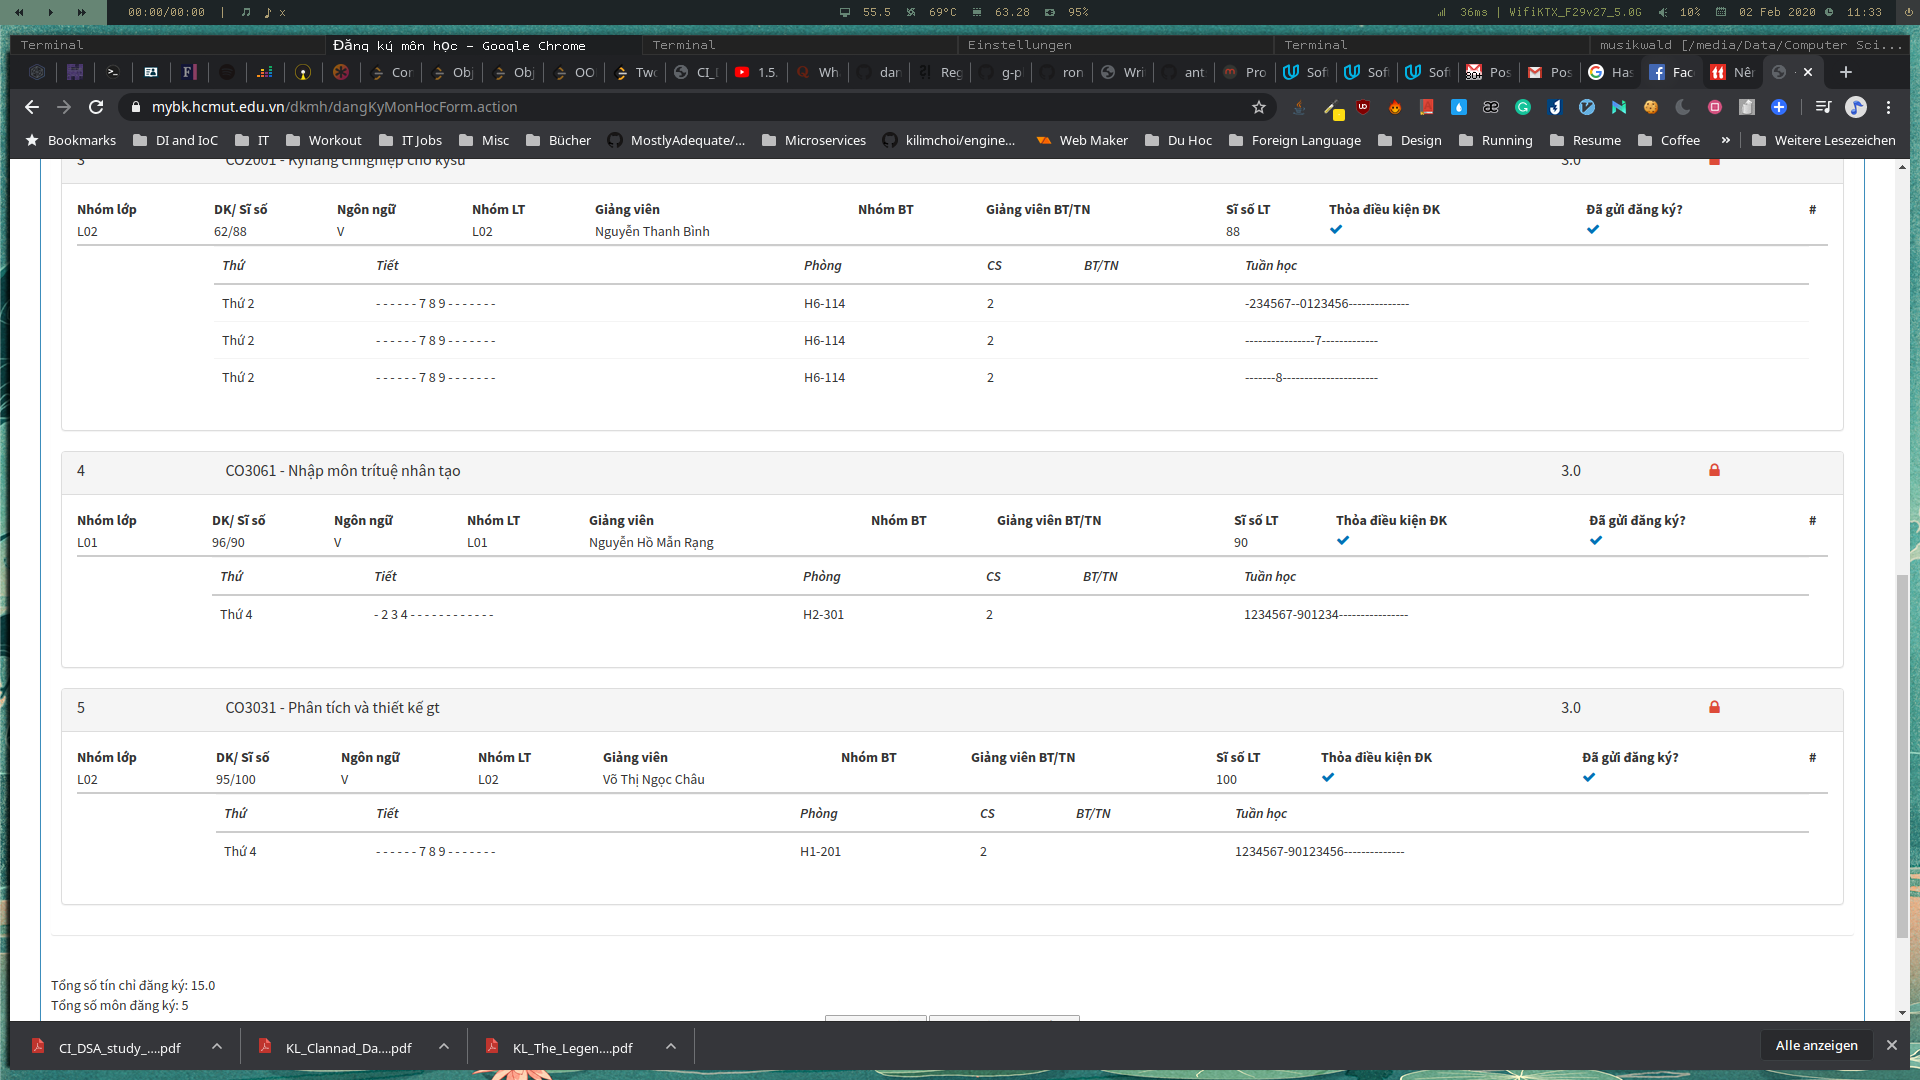 00:00/00:00 | x
55.5 69°C 63.28 95%
36ms | WifiKTX_F29v27_5.0G 10% 02 Feb 2020 11:33
Terminal
Đăng ký môn học - Google Chrome
Terminal
Einstellungen
Terminal
musikwald [/media/Data/Computer Sci...
Cor Obj Obj OO Two CI_I 1.5. Wh dan Reg g-p ron Wri ant Pro Sof Sof Sof Pos Pos Has Fac Nên
mybk.hcmut.edu.vn/dkmh/dangKyMonHocForm.action
Bookmarks DI and IoC IT Workout IT Jobs Misc Bücher MostlyAdequate/... Microservices kilimchoi/engine... Web Maker Du Hoc Foreign Language Design Running Resume Coffee » Weitere Lesezeichen
3 CO2001 - Kỹnăng chnghiệp cho kỹsư 3.0
Nhóm lớp ĐK/ Sĩ số Ngôn ngữ Nhóm LT Giảng viên Nhóm BT Giảng viên BT/TN Sĩ số LT Thỏa điều kiện ĐK Đã gửi đăng ký? #
L02 62/88 V L02 Nguyễn Thanh Bình 88
Thứ Tiết Phòng CS BT/TN Tuần học
Thứ 2 - - - - - - 7 8 9 - - - - - - - H6-114 2 -234567--0123456--------------
Thứ 2 - - - - - - 7 8 9 - - - - - - - H6-114 2 ----------------7-------------
Thứ 2 - - - - - - 7 8 9 - - - - - - - H6-114 2 -------8----------------------
4 CO3061 - Nhập môn trítuệ nhân tạo 3.0
Nhóm lớp ĐK/ Sĩ số Ngôn ngữ Nhóm LT Giảng viên Nhóm BT Giảng viên BT/TN Sĩ số LT Thỏa điều kiện ĐK Đã gửi đăng ký? #
L01 96/90 V L01 Nguyễn Hồ Mẫn Rạng 90
Thứ Tiết Phòng CS BT/TN Tuần học
Thứ 4 - 2 3 4 - - - - - - - - - - - - H2-301 2 1234567-901234----------------
5 CO3031 - Phân tích và thiết kế gt 3.0
Nhóm lớp ĐK/ Sĩ số Ngôn ngữ Nhóm LT Giảng viên Nhóm BT Giảng viên BT/TN Sĩ số LT Thỏa điều kiện ĐK Đã gửi đăng ký? #
L02 95/100 V L02 Võ Thị Ngọc Châu 100
Thứ Tiết Phòng CS BT/TN Tuần học
Thứ 4 - - - - - - 7 8 9 - - - - - - - H1-201 2 1234567-90123456--------------
Tổng số tín chỉ đăng ký: 15.0
Tổng số môn đăng ký: 5
CI_DSA_study_....pdf KL_Clannad_Da....pdf KL_The_Legen....pdf Alle anzeigen